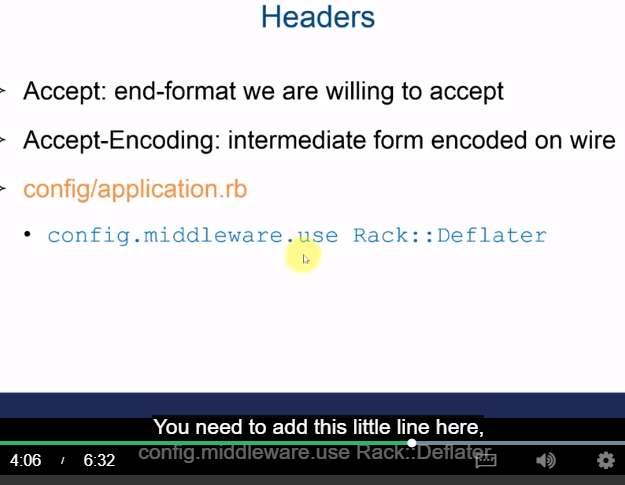 Headers
Accept: end-format we are willing to accept
Accept-Encoding: intermediate form encoded on wire
config/application.rb
config.middleware.use Rack::Deflater
You need to add this little line here,
config.middleware.use Rack::Deflater.
4:06 / 6:32